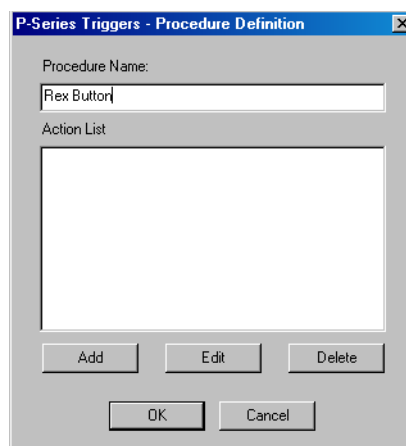 P-Series Triggers - Procedure Definition
Procedure Name:
Rex Button
Action List
Add Edit Delete
OK Cancel